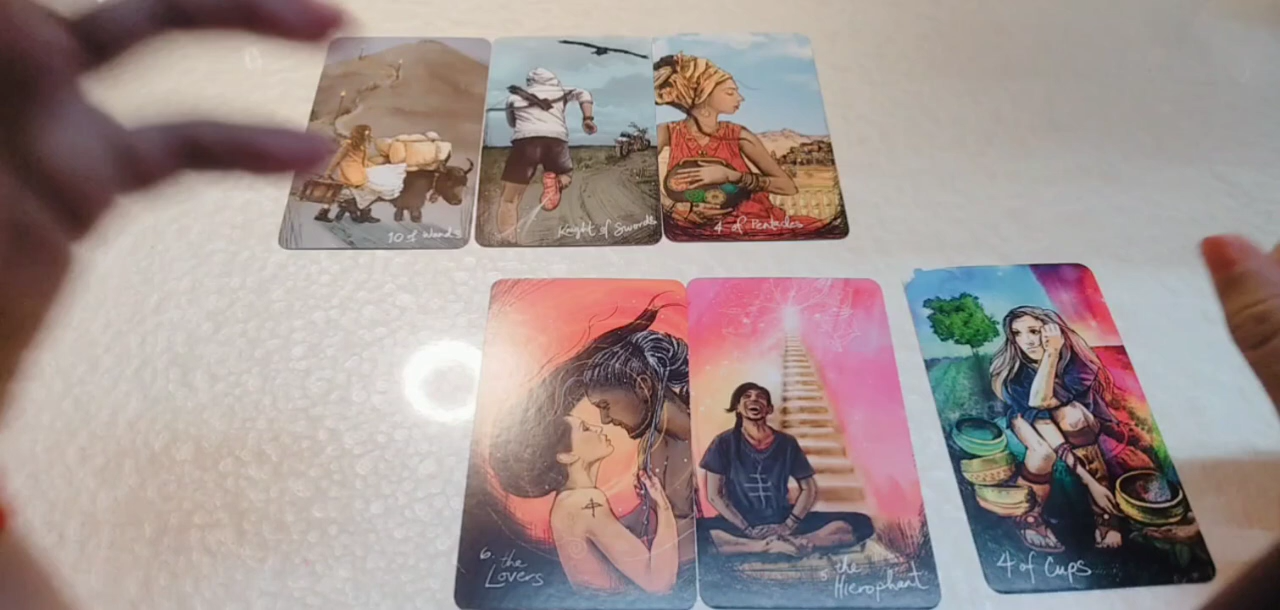 10 of Wands
Knight of Swords
4 of Pentacles
6. the
Lovers
5 the
Hierophant
4 of Cups